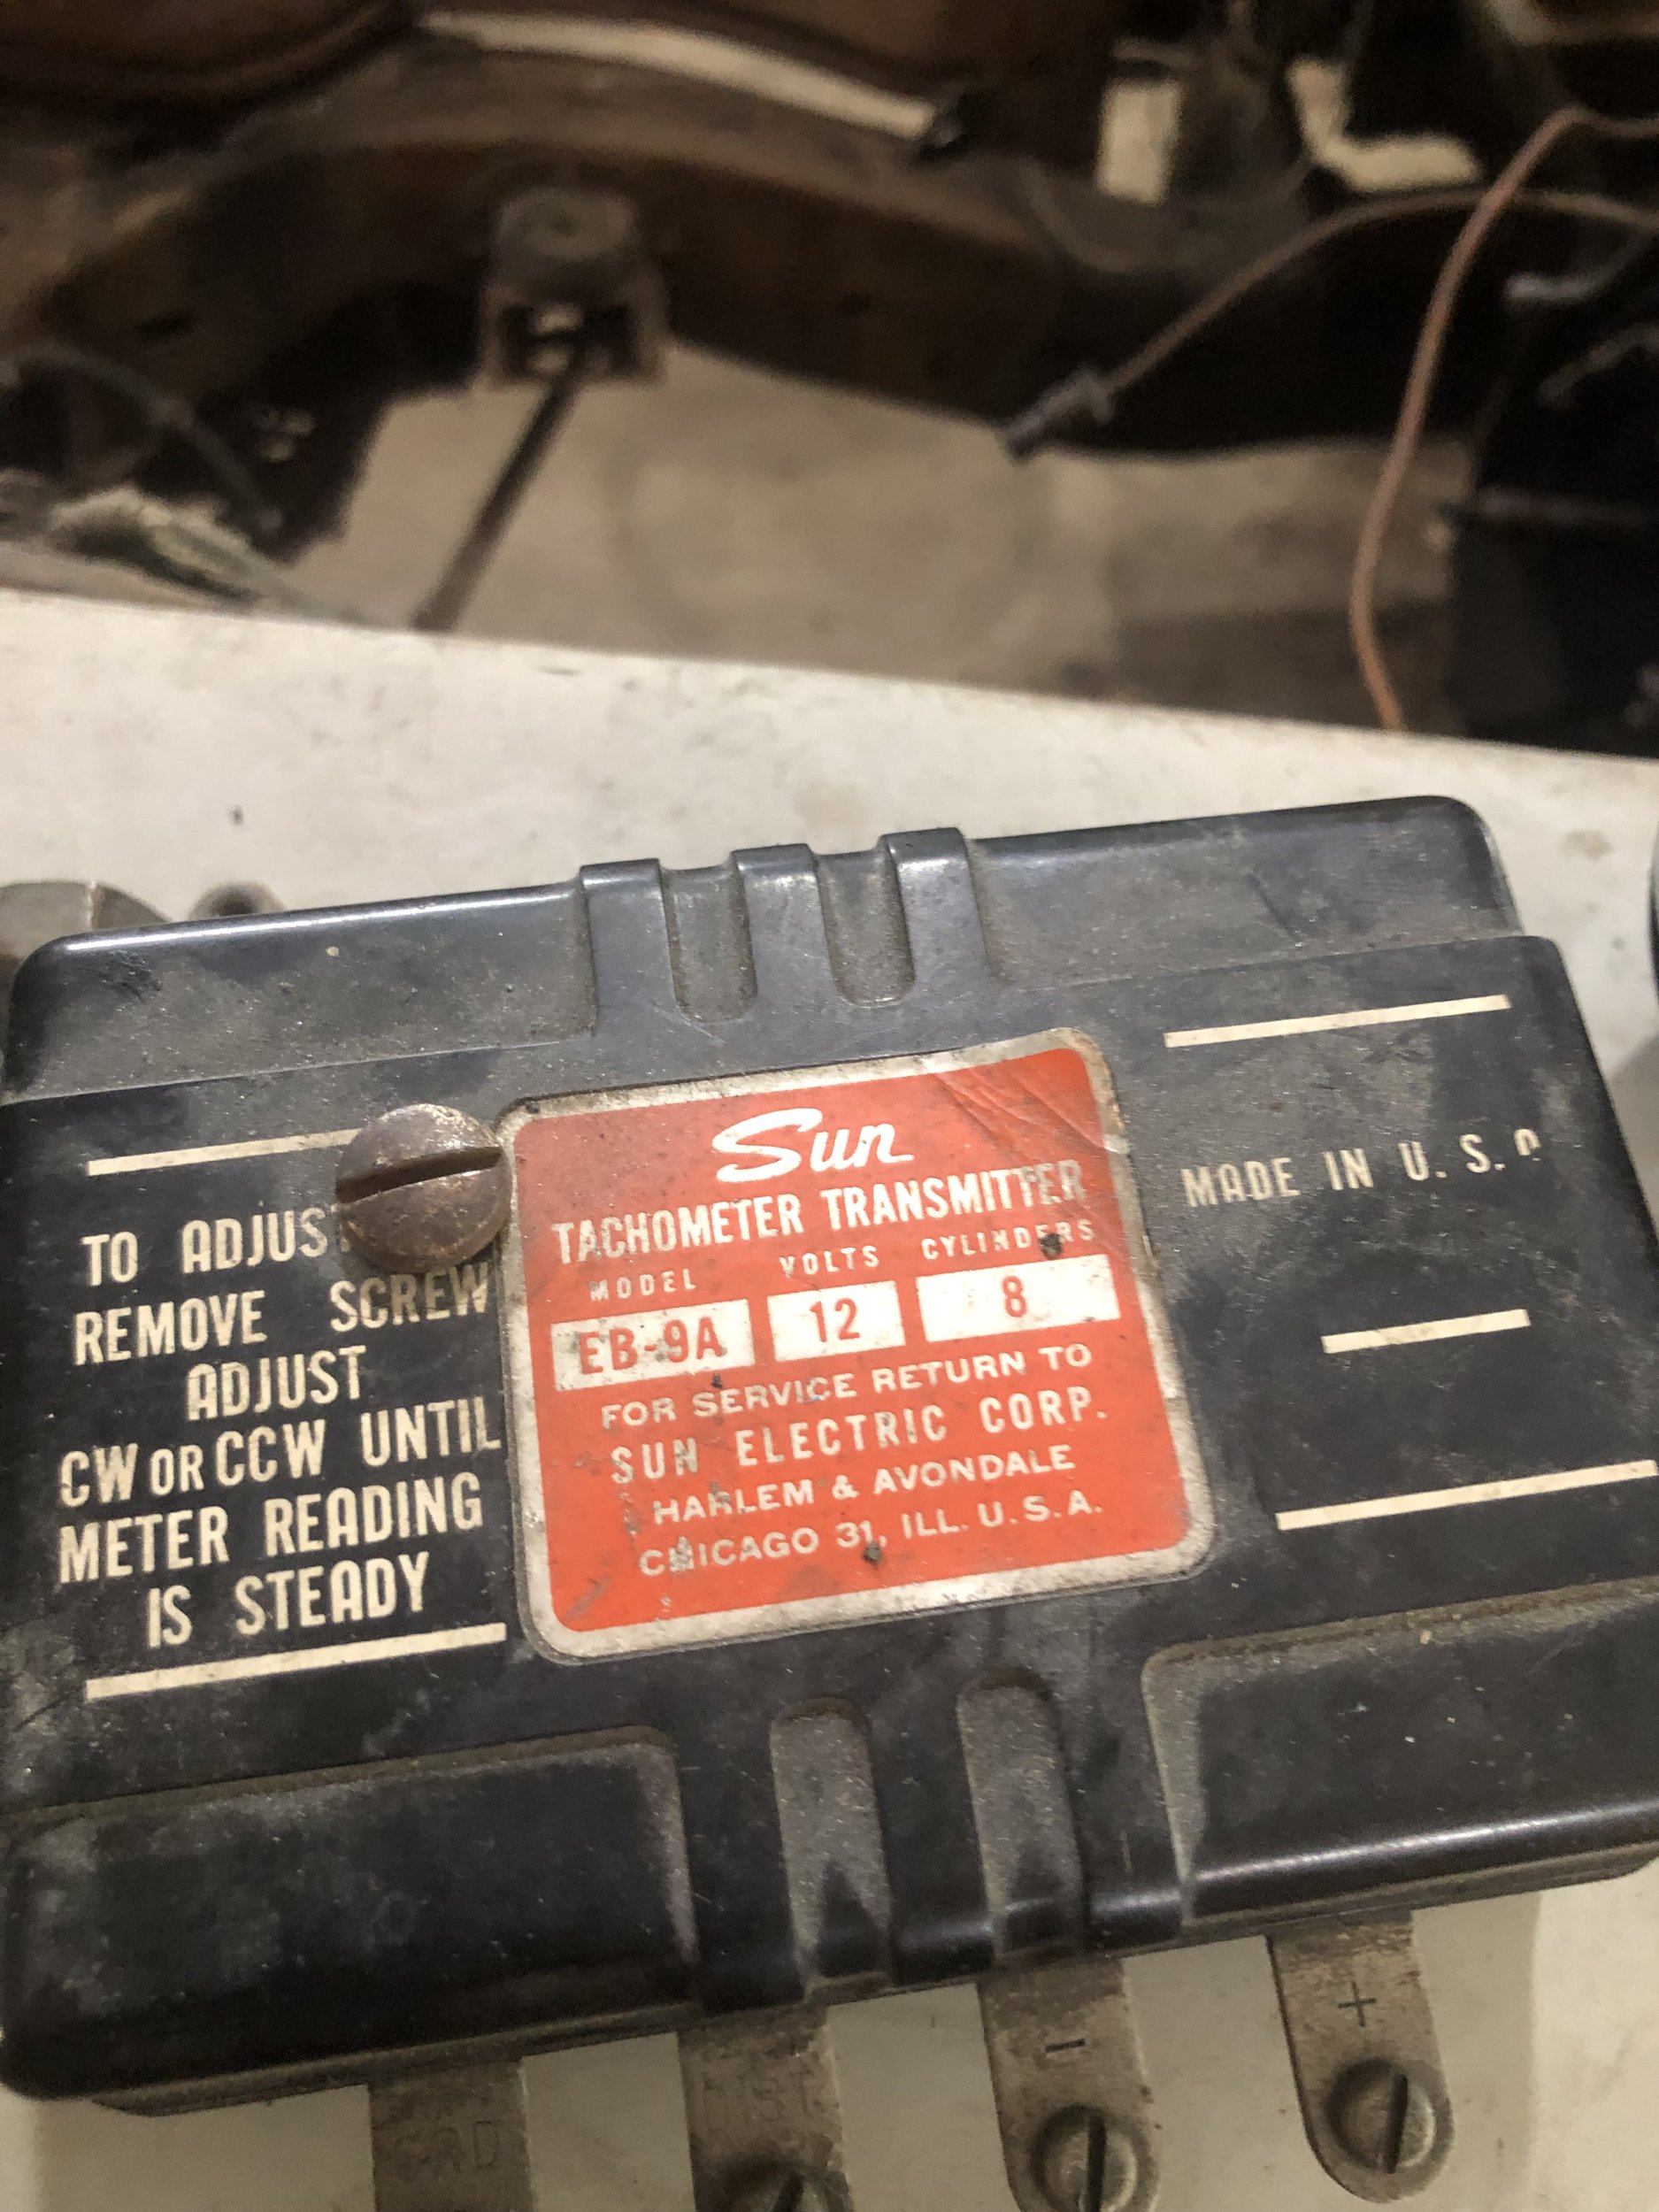 TO ADJUST
REMOVE SCREW
ADJUST
CW OR CCW UNTIL
METER READING
IS STEADY
Sun
TACHOMETER TRANSMITTER
MODEL VOLTS CYLINDERS
EB-9A 12 8
FOR SERVICE RETURN TO
SUN ELECTRIC CORP.
HARLEM & AVONDALE
CHICAGO 31, ILL. U.S.A.
MADE IN U.S.A
GRD
DIST
-
+